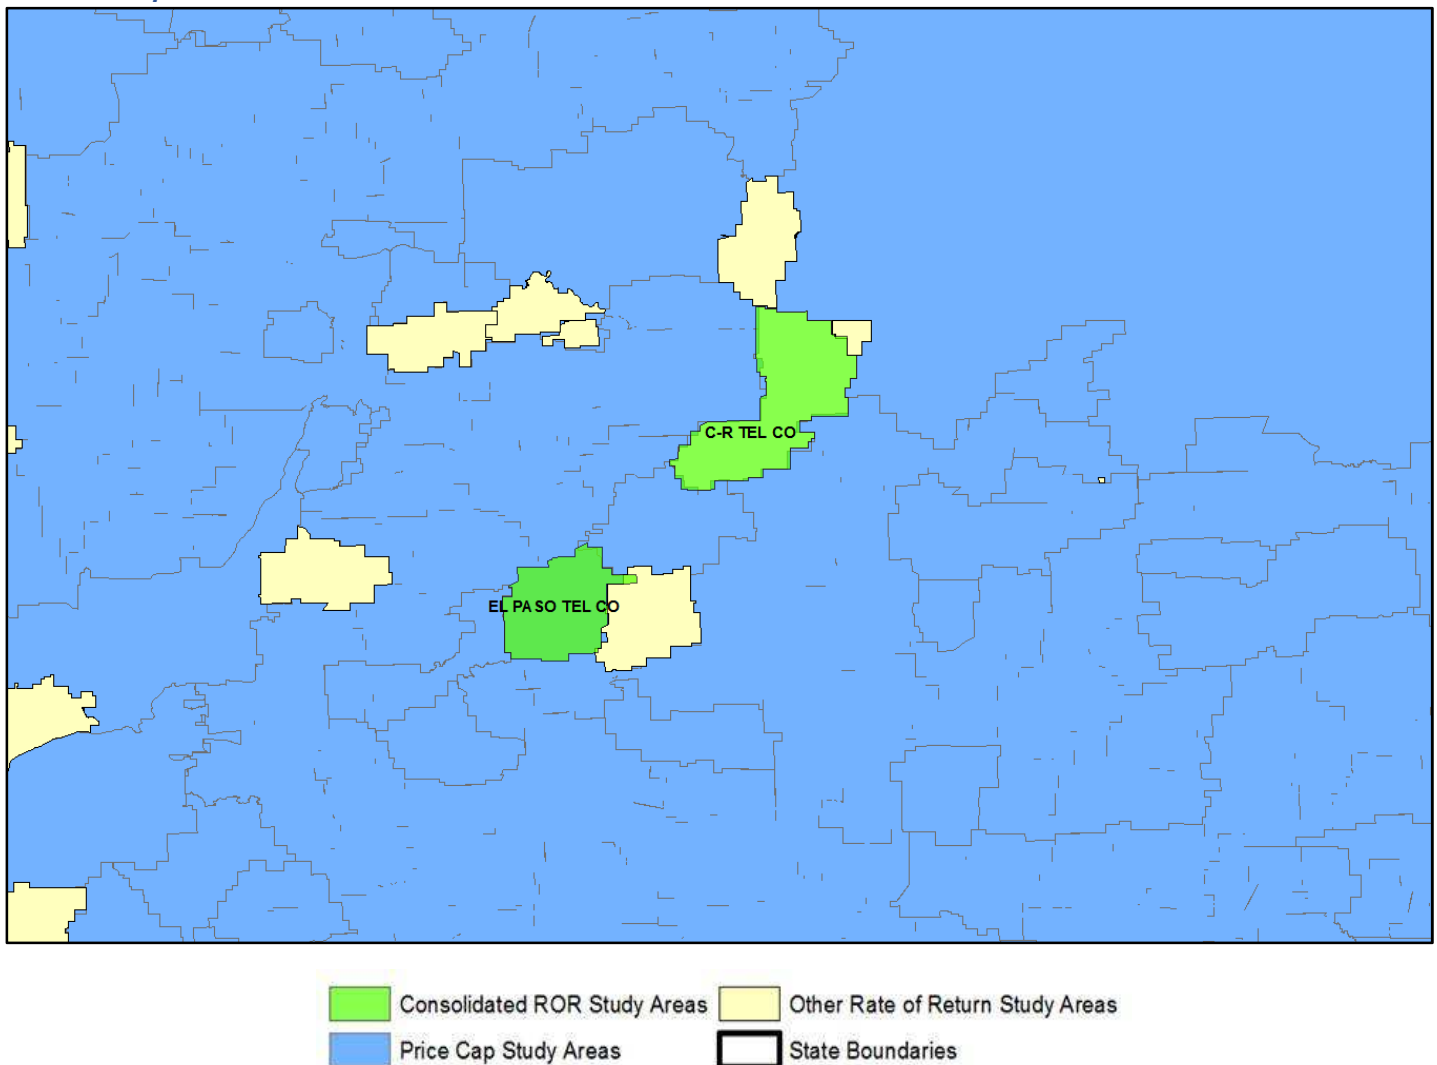 C-R TEL CO
EL PASO TEL CO
Consolidated ROR Study Areas
Other Rate of Return Study Areas
Price Cap Study Areas
State Boundaries